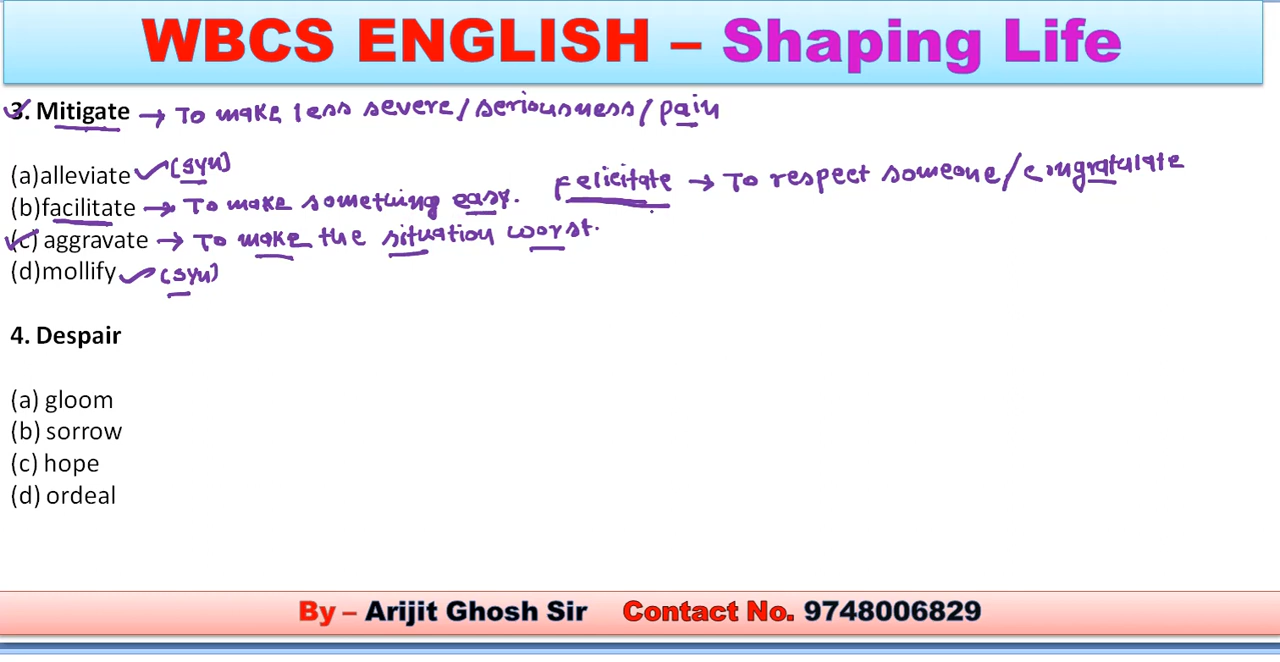 WBCS ENGLISH – Shaping Life
3. Mitigate → To make less severe/seriousness/pain
(a)alleviate (syn)
Felicitate → To respect someone/congratulate
(b)facilitate → To make something easy.
(c) aggravate → To make the situation worst.
(d)mollify (syn)
4. Despair
(a) gloom
(b) sorrow
(c) hope
(d) ordeal
By – Arijit Ghosh Sir Contact No. 9748006829